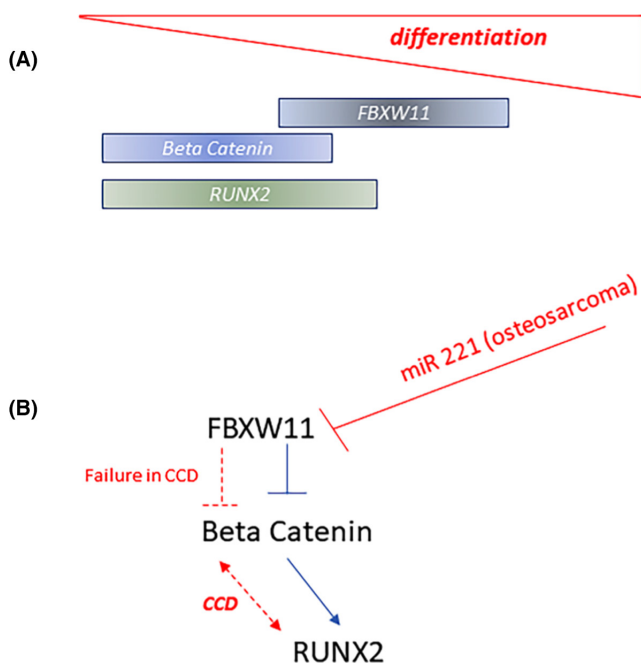 differentiation
(A)
FBXW11
Beta Catenin
RUNX2
miR 221 (osteosarcoma)
(B)
FBXW11
Failure in CCD
Beta Catenin
CCD
RUNX2